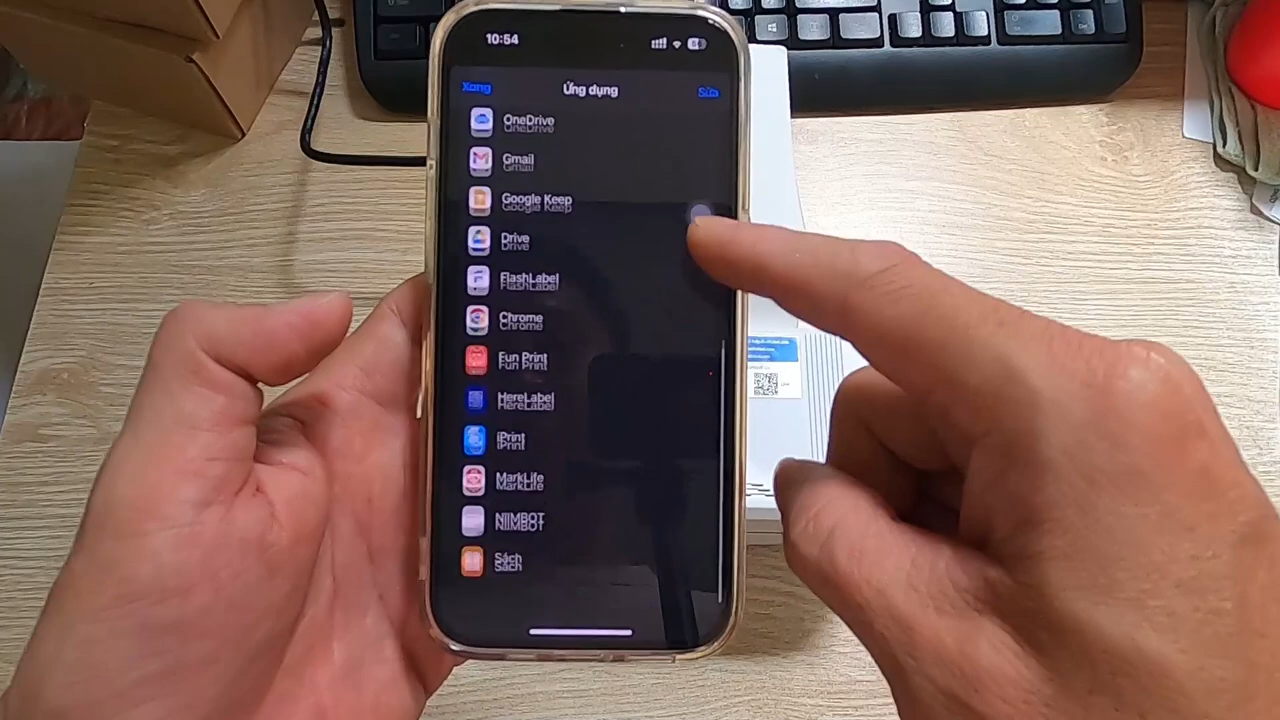 10:54
Xong
Ứng dụng
Sửa
OneDrive
Gmail
Google Keep
Drive
FlashLabel
Chrome
Fun Print
HereLabel
iPrint
MarkLife
NIIMBOT
Sách